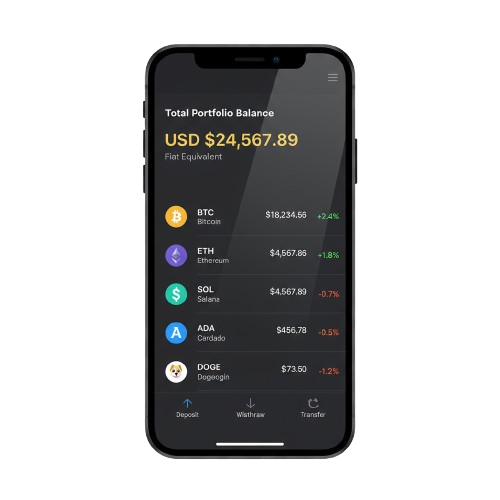 Total Portfolio Balance
USD $24,567.89
Fiat Equivalent
BTC $18,234.56 +2.4%
Bitcoin
ETH $4,567.86 +1.8%
Ethereum
SOL $4,567.89 -0.7%
Salana
ADA $456.78 -0.5%
Cardado
DOGE $73.50 -1.2%
Dogeogin
Deposit Wisthraw Transfer